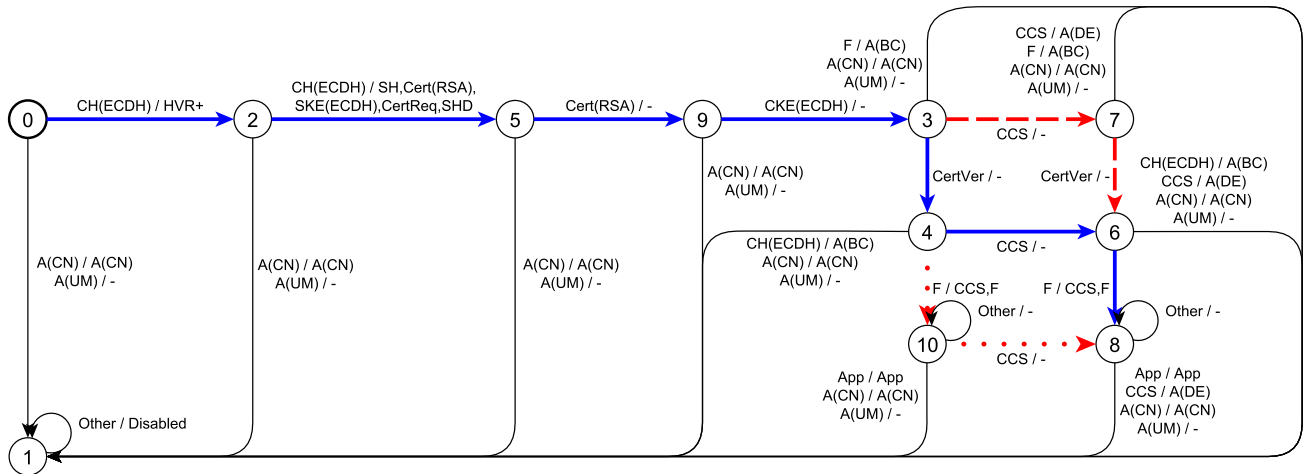 F / A(BC)
A(CN) / A(CN)
A(UM) / -
CCS / A(DE)
F / A(BC)
A(CN) / A(CN)
A(UM) / -
0
CH(ECDH) / HVR+
2
CH(ECDH) / SH,Cert(RSA),
SKE(ECDH),CertReq,SHD
5
Cert(RSA) / -
9
CKE(ECDH) / -
3
CCS / -
7
A(CN) / A(CN)
A(UM) / -
CertVer / -
CertVer / -
CH(ECDH) / A(BC)
CCS / A(DE)
A(CN) / A(CN)
A(UM) / -
4
CCS / -
6
CH(ECDH) / A(BC)
A(CN) / A(CN)
A(UM) / -
A(CN) / A(CN)
A(UM) / -
A(CN) / A(CN)
A(UM) / -
A(CN) / A(CN)
A(UM) / -
F / CCS,F
Other / -
F / CCS,F
Other / -
10
CCS / -
8
App / App
A(CN) / A(CN)
A(UM) / -
App / App
CCS / A(DE)
A(CN) / A(CN)
A(UM) / -
Other / Disabled
1